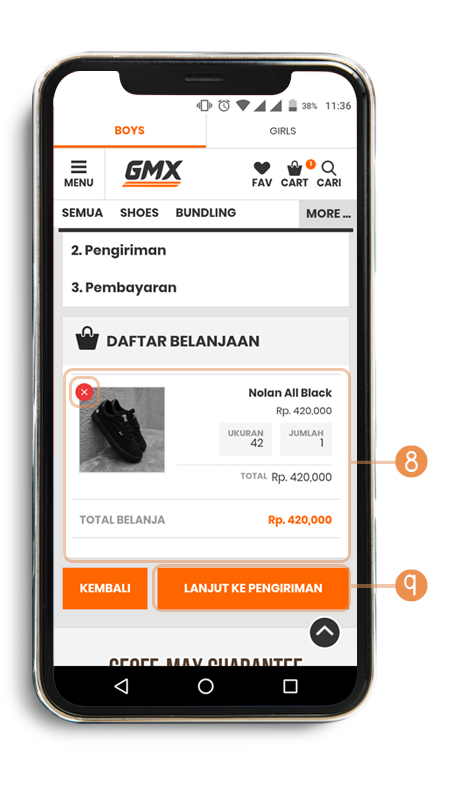 38% 11:36
BOYS GIRLS
MENU GMX FAV CART 1 CARI
SEMUA SHOES BUNDLING MORE ...
2. Pengiriman
3. Pembayaran
DAFTAR BELANJAAN
Nolan All Black
Rp. 420,000
UKURAN JUMLAH
42 1
TOTAL Rp. 420,000
TOTAL BELANJA Rp. 420,000
8
KEMBALI LANJUT KE PENGIRIMAN
9